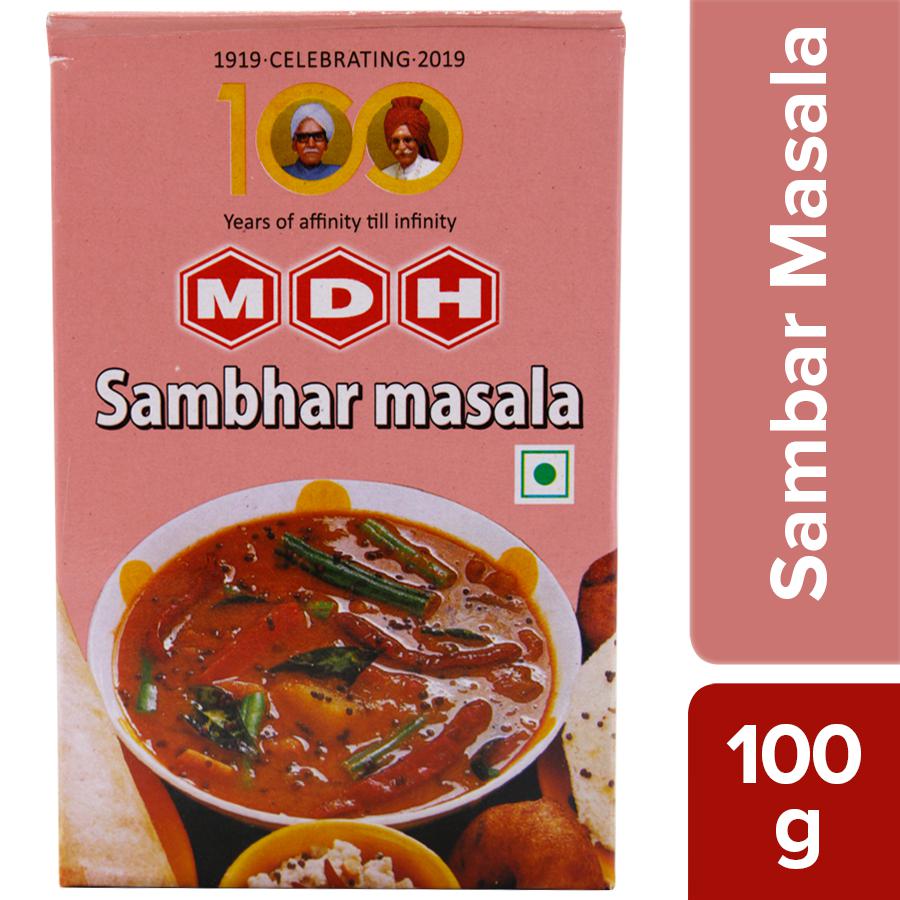 1919·CELEBRATING·2019
100
Years of affinity till infinity
MDH
Sambhar masala
Sambar Masala
100
g